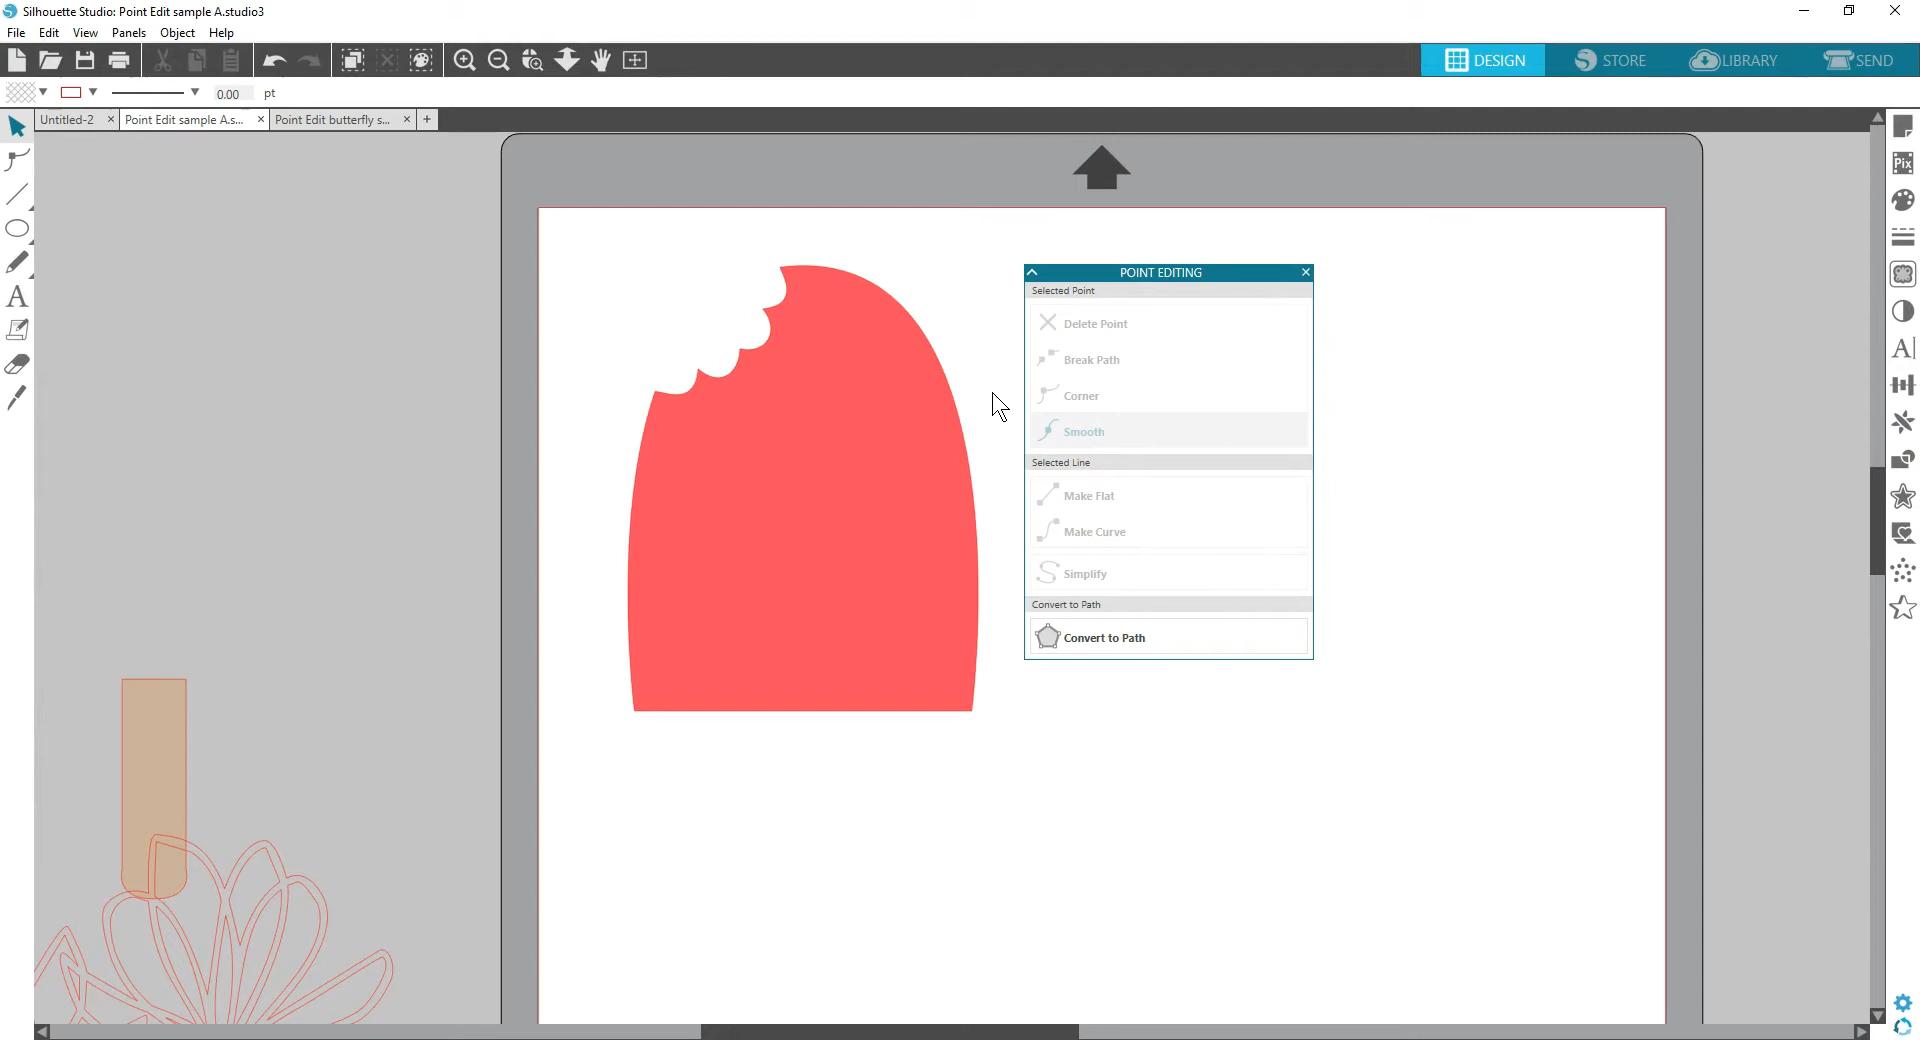 Silhouette Studio: Point Edit sample A.studio3
File Edit View Panels Object Help
DESIGN STORE LIBRARY SEND
0.00 pt
Untitled-2 Point Edit sample A.s... Point Edit butterfly s...
POINT EDITING
Selected Point
Delete Point
Break Path
Corner
Smooth
Selected Line
Make Flat
Make Curve
Simplify
Convert to Path
Convert to Path
Pix
A
A